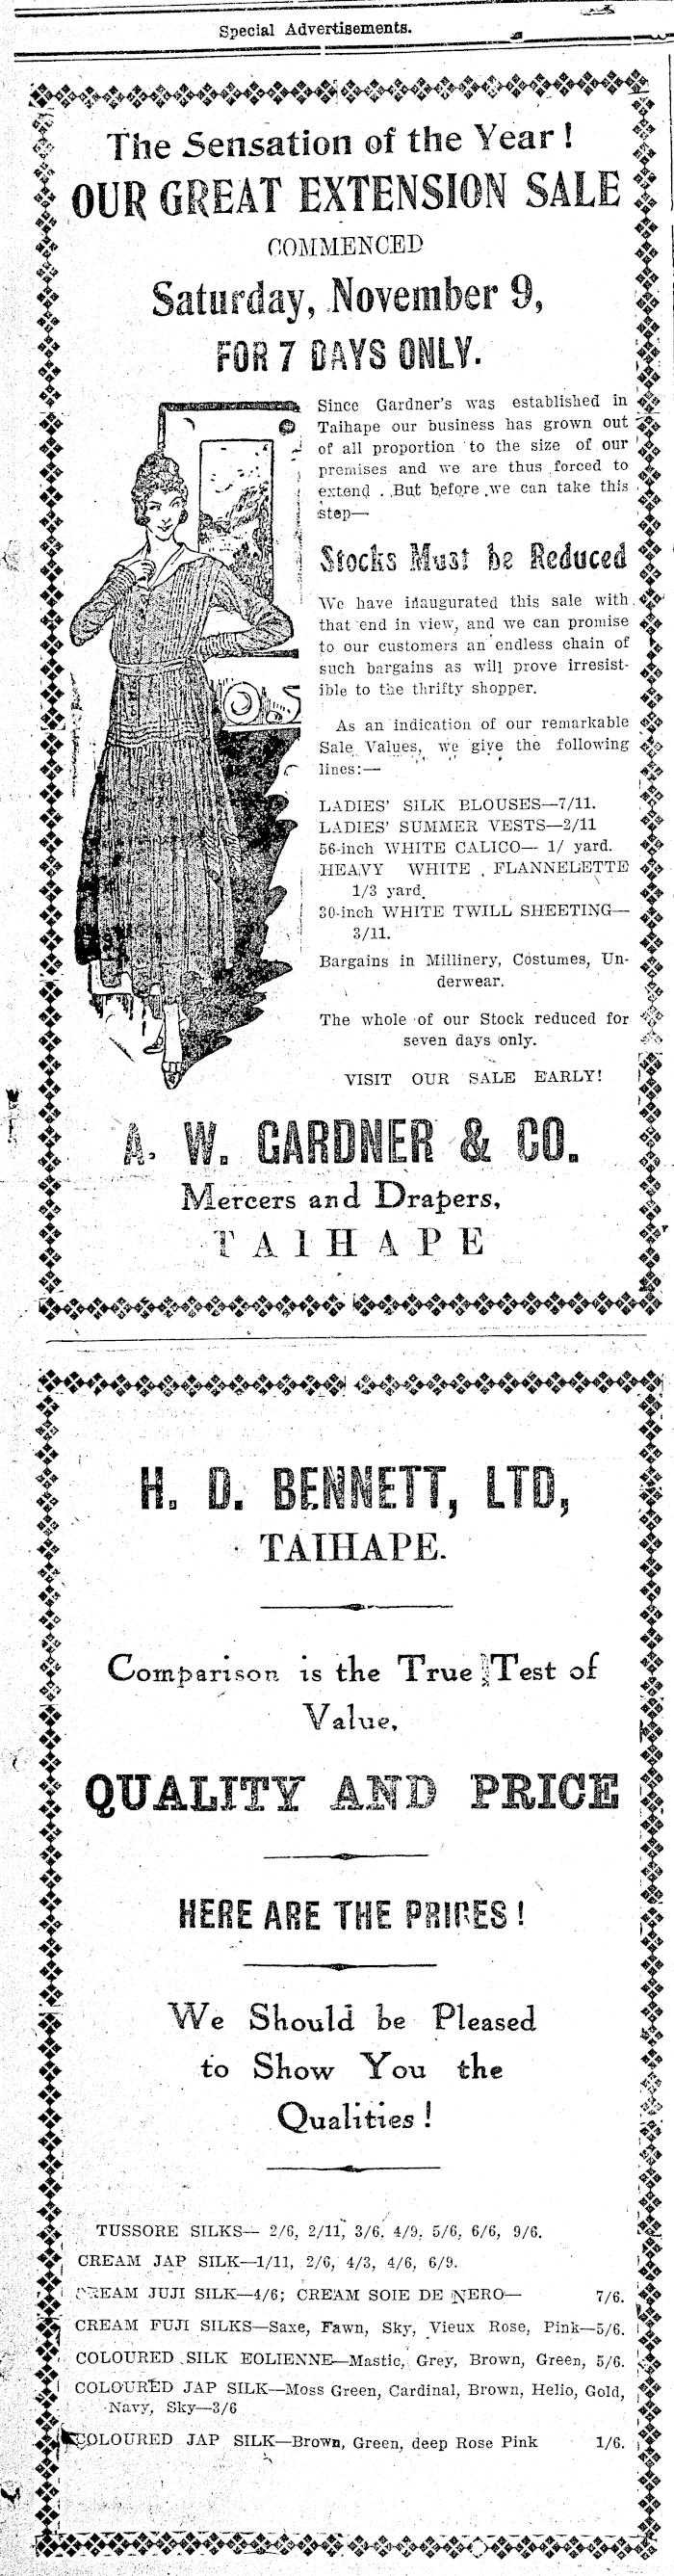 Special Advertisements.
The Sensation of the Year!
OUR GREAT EXTENSION SALE
COMMENCED
Saturday, November 9,
FOR 7 DAYS ONLY.
Since Gardner's was established in
Taihape our business has grown out
of all proportion to the size of our
premises and we are thus forced to
extend . But before we can take this
step—
Stocks Must be Reduced
We have inaugurated this sale with
that end in view, and we can promise
to our customers an endless chain of
such bargains as will prove irresist-
ible to the thrifty shopper.
As an indication of our remarkable
Sale Values, we give the following
lines:—
LADIES' SILK BLOUSES—7/11.
LADIES' SUMMER VESTS—2/11
56-inch WHITE CALICO— 1/ yard.
HEAVY WHITE FLANNELETTE
1/3 yard.
30-inch WHITE TWILL SHEETING—
3/11.
Bargains in Millinery, Costumes, Un-
derwear.
The whole of our Stock reduced for
seven days only.
VISIT OUR SALE EARLY!
A. W. GARDNER & CO.
Mercers and Drapers,
TAIHAPE
H. D. BENNETT, LTD,
TAIHAPE.
Comparison is the True Test of
Value,
QUALITY AND PRICE
HERE ARE THE PRICES!
We Should be Pleased
to Show You the
Qualities!
TUSSORE SILKS— 2/6, 2/11, 3/6, 4/9, 5/6, 6/6, 9/6.
CREAM JAP SILK—1/11, 2/6, 4/3, 4/6, 6/9.
CREAM JUJI SILK—4/6; CREAM SOIE DE NERO— 7/6.
CREAM FUJI SILKS—Saxe, Fawn, Sky, Vieux Rose, Pink—5/6.
COLOURED SILK EOLIENNE—Mastic, Grey, Brown, Green, 5/6.
COLOURED JAP SILK—Moss Green, Cardinal, Brown, Helio, Gold,
Navy, Sky—3/6
COLOURED JAP SILK—Brown, Green, deep Rose Pink 1/6.